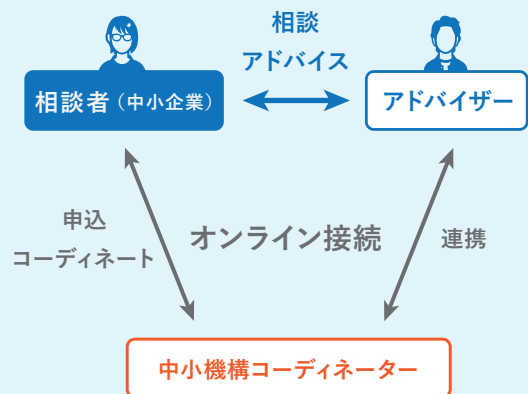 相談
アドバイス
相談者（中小企業）
アドバイザー
申込
コーディネート
オンライン接続
連携
中小機構コーディネーター